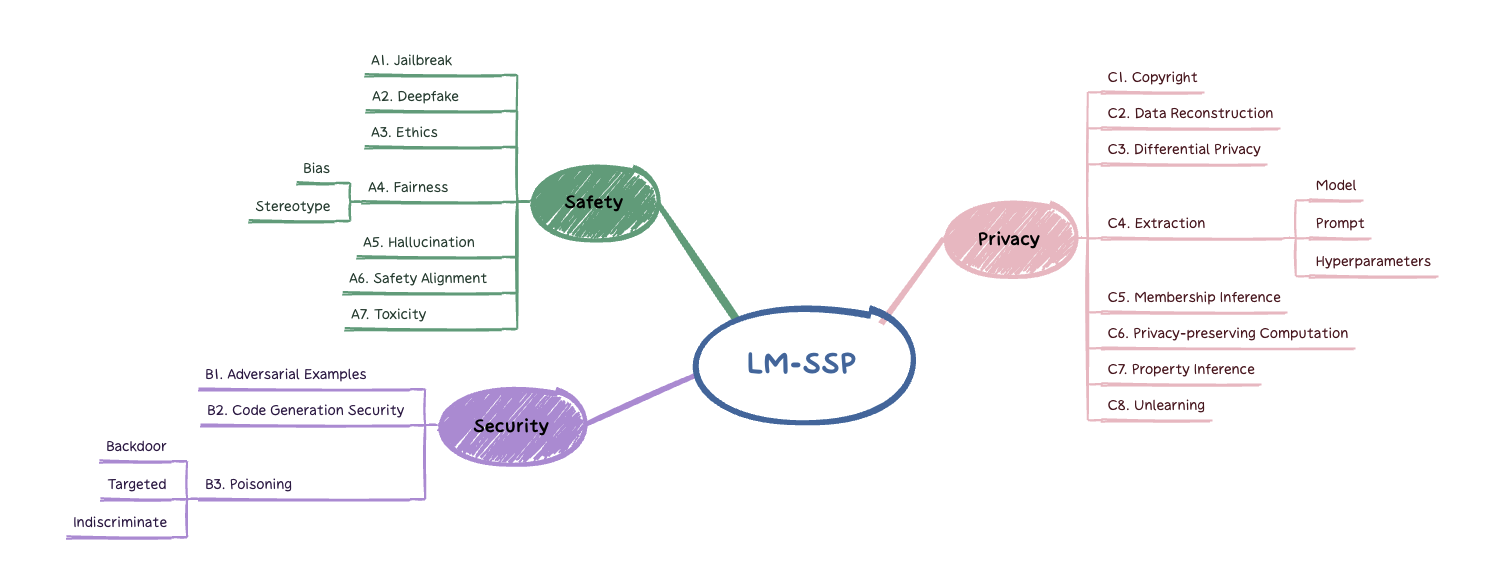 LM-SSP
Safety
A1. Jailbreak
A2. Deepfake
A3. Ethics
A4. Fairness
Bias
Stereotype
A5. Hallucination
A6. Safety Alignment
A7. Toxicity
Security
B1. Adversarial Examples
B2. Code Generation Security
B3. Poisoning
Backdoor
Targeted
Indiscriminate
Privacy
C1. Copyright
C2. Data Reconstruction
C3. Differential Privacy
C4. Extraction
Model
Prompt
Hyperparameters
C5. Membership Inference
C6. Privacy-preserving Computation
C7. Property Inference
C8. Unlearning